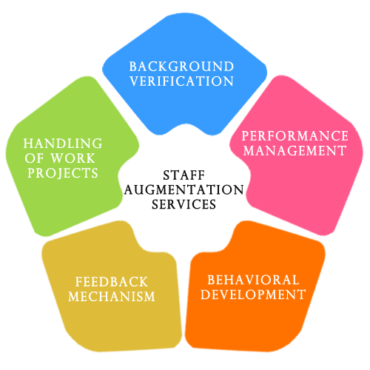 BACKGROUND
VERIFICATION
PERFORMANCE
MANAGEMENT
HANDLING
OF WORK
PROJECTS
STAFF
AUGMENTATION
SERVICES
FEEDBACK
MECHANISM
BEHAVIORAL
DEVELOPMENT